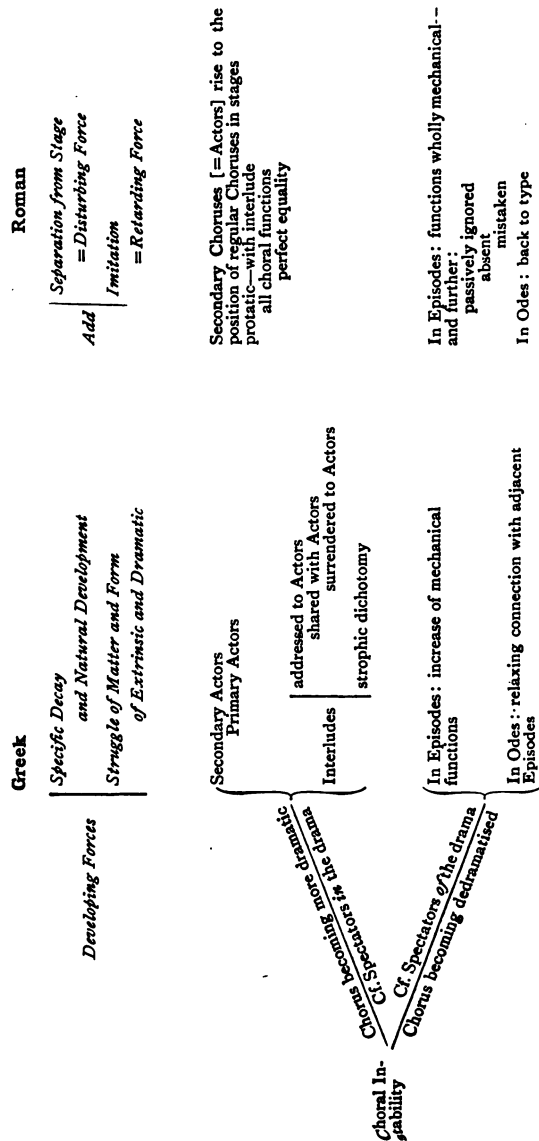 Greek
Roman
Developing Forces
Specific Decay
and Natural Development
Struggle of Matter and Form
of Extrinsic and Dramatic
Add
Separation from Stage
=Disturbing Force
Imitation
=Retarding Force
Choral In-
stability
Chorus becoming more dramatic
Cf. Spectators in the drama
Secondary Actors
Primary Actors
Interludes
addressed to Actors
shared with Actors
surrendered to Actors
strophic dichotomy
Secondary Choruses [=Actors] rise to the
position of regular Choruses in stages
protatic—with interlude
all choral functions
perfect equality
Cf. Spectators of the drama
Chorus becoming dedramatised
In Episodes: increase of mechanical
functions
In Odes: relaxing connection with adjacent
Episodes
In Episodes: functions wholly mechanical--
and further:
passively ignored
absent
mistaken
In Odes: back to type